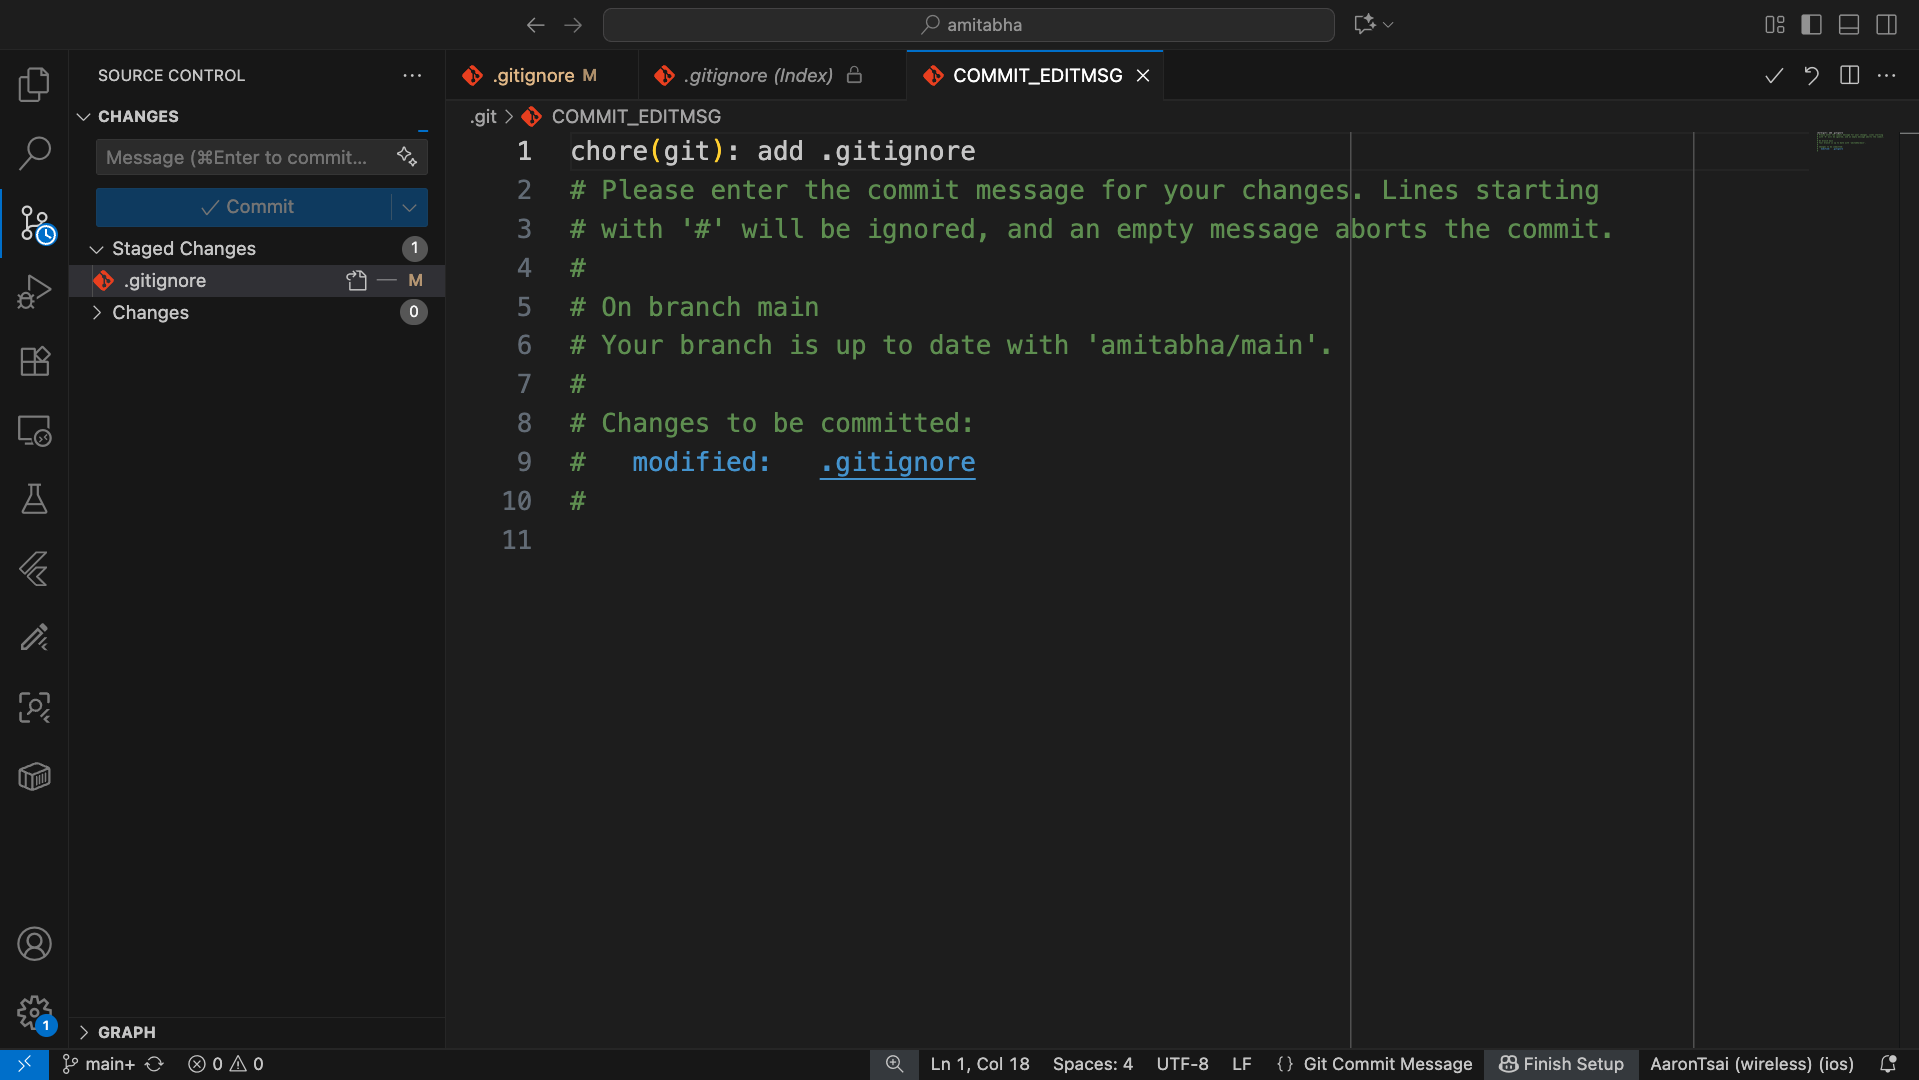 amitabha
SOURCE CONTROL
.gitignore M
.gitignore (Index)
COMMIT_EDITMSG
CHANGES
Message (⌘Enter to commit...
Commit
Staged Changes 1
.gitignore M
Changes 0
.git > COMMIT_EDITMSG
1 chore(git): add .gitignore
2 # Please enter the commit message for your changes. Lines starting
3 # with '#' will be ignored, and an empty message aborts the commit.
4 #
5 # On branch main
6 # Your branch is up to date with 'amitabha/main'.
7 #
8 # Changes to be committed:
9 #   modified:   .gitignore
10 #
11
1
GRAPH
main+ 0 0 Ln 1, Col 18 Spaces: 4 UTF-8 LF {} Git Commit Message Finish Setup AaronTsai (wireless) (ios)